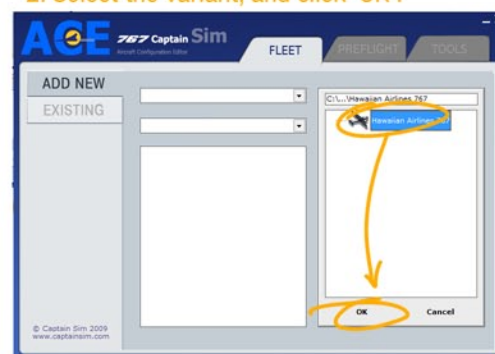 2. Select the variant, and click 'OK'.
ACE 767 Captain Sim
Aircraft Configuration Editor
FLEET
PREFLIGHT
TOOLS
ADD NEW
EXISTING
C:\...\Hawaiian Airlines 767
Hawaiian Airlines 767
OK
Cancel
© Captain Sim 2009
www.captainsim.com